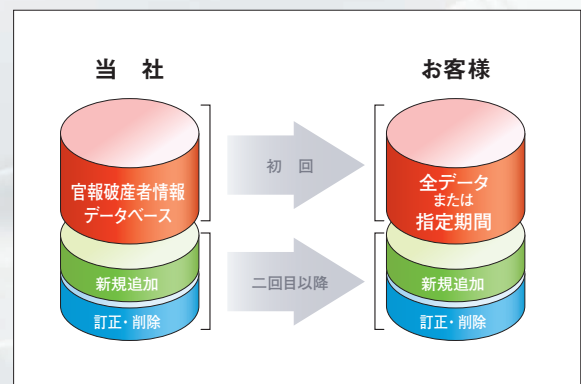 当 社
お客様
官報破産者情報
データベース
初 回
全データ
または
指定期間
新規追加
二回目以降
新規追加
訂正・削除
訂正・削除